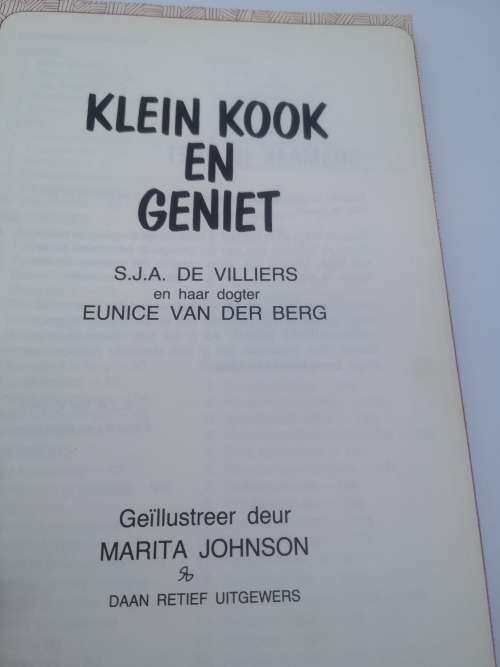 KLEIN KOOK
EN
GENIET
S.J.A. DE VILLIERS
en haar dogter
EUNICE VAN DER BERG
Geïllustreer deur
MARITA JOHNSON
DAAN RETIEF UITGEWERS